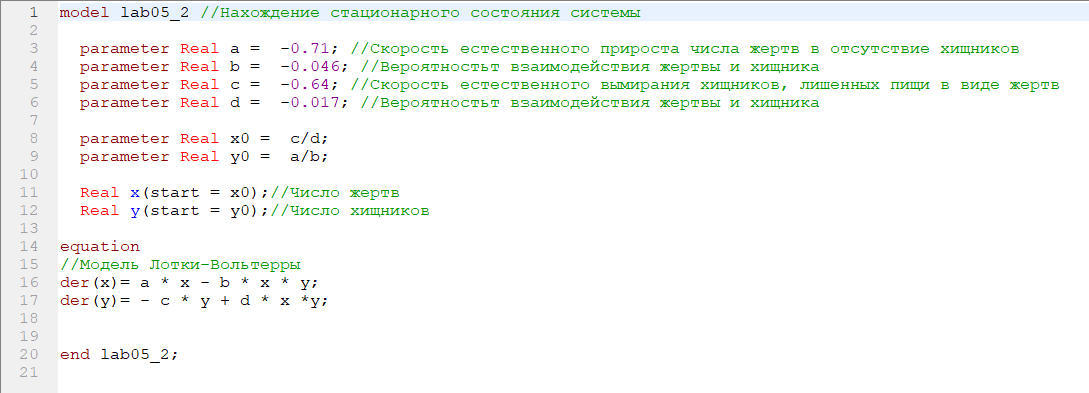 1 model lab05_2 //Нахождение стационарного состояния системы
2
3 parameter Real a =  -0.71; //Скорость естественного прироста числа жертв в отсутствие хищников
4 parameter Real b =  -0.046; //Вероятностьт взаимодействия жертвы и хищника
5 parameter Real c =  -0.64; //Скорость естественного вымирания хищников, лишенных пищи в виде жертв
6 parameter Real d =  -0.017; //Вероятностьт взаимодействия жертвы и хищника
7
8 parameter Real x0 =  c/d;
9 parameter Real y0 =  a/b;
10
11 Real x(start = x0);//Число жертв
12 Real y(start = y0);//Число хищников
13
14 equation
15 //Модель Лотки-Вольтерры
16 der(x)= a * x - b * x * y;
17 der(y)= - c * y + d * x *y;
18
19
20 end lab05_2;
21